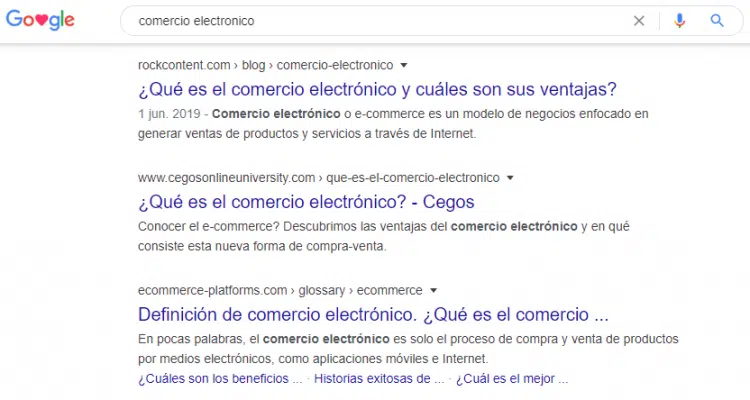 Google
comercio electronico
rockcontent.com › blog › comercio-electronico
¿Qué es el comercio electrónico y cuáles son sus ventajas?
1 jun. 2019 - Comercio electrónico o e-commerce es un modelo de negocios enfocado en
generar ventas de productos y servicios a través de Internet.
www.cegosonlineuniversity.com › que-es-el-comercio-electronico
¿Qué es el comercio electrónico? - Cegos
Conocer el e-commerce? Descubrimos las ventajas del comercio electrónico y en qué
consiste esta nueva forma de compra-venta.
ecommerce-platforms.com › glossary › ecommerce
Definición de comercio electrónico. ¿Qué es el comercio ...
En pocas palabras, el comercio electrónico es solo el proceso de compra y venta de productos
por medios electrónicos, como aplicaciones móviles e Internet.
¿Cuáles son los beneficios ... · Historias exitosas de ... · ¿Cuál es el mejor ...